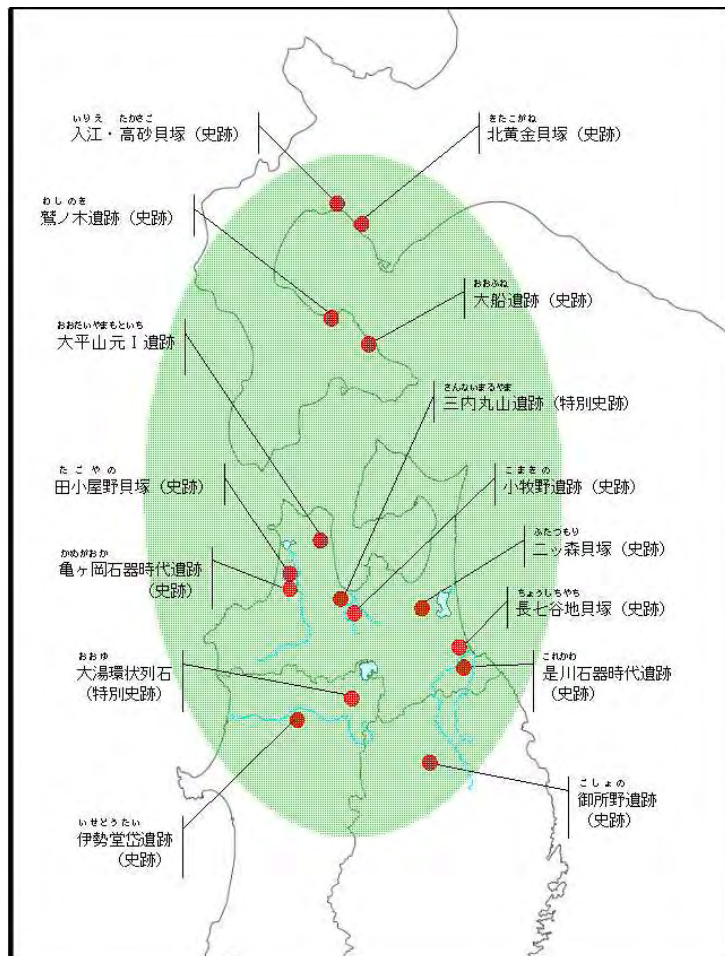 いりえ たかさご
入江・高砂貝塚（史跡）
きたこがね
北黄金貝塚（史跡）
わしのき
鷲ノ木遺跡（史跡）
おおふね
大船遺跡（史跡）
おおだいやまもといち
大平山元Ⅰ遺跡
さんないまるやま
三内丸山遺跡（特別史跡）
たごやの
田小屋野貝塚（史跡）
こまきの
小牧野遺跡（史跡）
かめがおか
亀ヶ岡石器時代遺跡
（史跡）
ふたつもり
二ッ森貝塚（史跡）
ちょうしちやち
長七谷地貝塚（史跡）
おおゆ
大湯環状列石
（特別史跡）
これかわ
是川石器時代遺跡
（史跡）
いせどうたい
伊勢堂岱遺跡
（史跡）
ごしょの
御所野遺跡
（史跡）